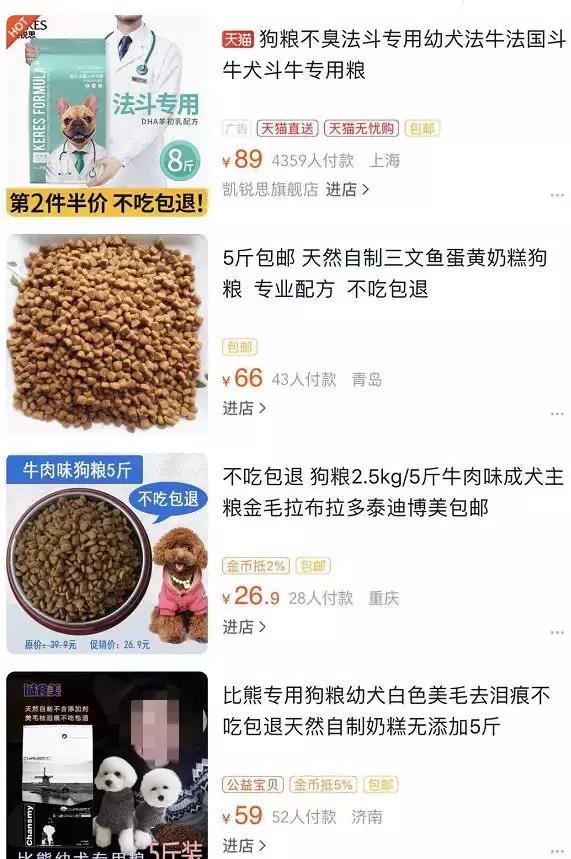 HOT
KERES
锐思
KERES FORMULA
法斗专用
DHA羊初乳配方
8斤
第2件半价 不吃包退!
天猫 狗粮不臭法斗专用幼犬法牛法国斗
牛犬斗牛专用粮
广告 天猫直送 天猫无忧购 包邮
¥89 4359人付款 上海
凯锐思旗舰店 进店 >
...
5斤包邮 天然自制三文鱼蛋黄奶糕狗
粮 专业配方 不吃包退
包邮
¥66 43人付款 青岛
进店 >
...
牛肉味狗粮5斤
不吃包退
原价:39.9元 促销价:26.9元
不吃包退 狗粮2.5kg/5斤牛肉味成犬主
粮金毛拉布拉多泰迪博美包邮
金币抵2% 包邮
¥26.9 28人付款 重庆
进店 >
...
诚食美
天然自制不含添加剂
美毛祛泪痕不吃包退
Chansmy
比熊幼犬专用粮 5斤装
比熊专用狗粮幼犬白色美毛去泪痕不
吃包退天然自制奶糕无添加5斤
公益宝贝 金币抵5% 包邮
¥59 52人付款 济南
进店 >
...